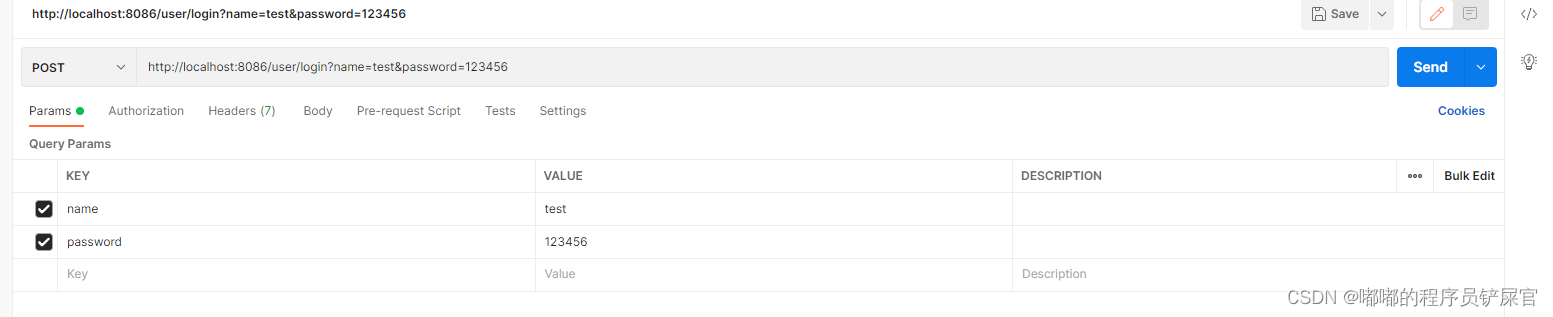 http://localhost:8086/user/login?name=test&password=123456
Save
POST
http://localhost:8086/user/login?name=test&password=123456
Send
Params Authorization Headers (7) Body Pre-request Script Tests Settings Cookies
Query Params
KEY VALUE DESCRIPTION Bulk Edit
name test
password 123456
Key Value Description
CSDN @嘟嘟的程序员铲屎官